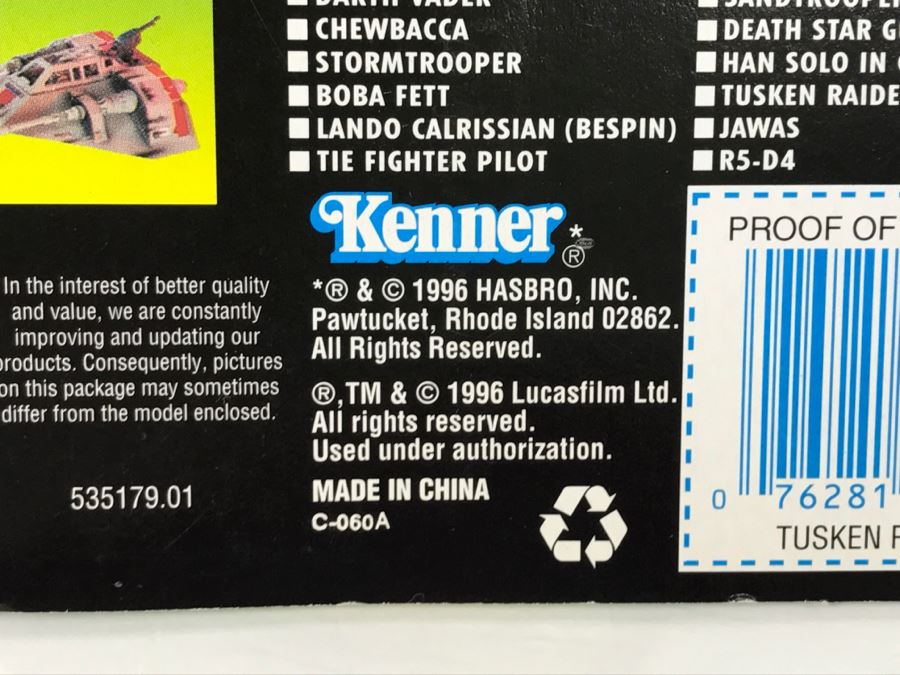 DARTH VADER
CHEWBACCA
STORMTROOPER
BOBA FETT
LANDO CALRISSIAN (BESPIN)
TIE FIGHTER PILOT
DEATH STAR
HAN SOLO IN
TUSKEN
JAWAS
R5-D4
Kenner*®
In the interest of better quality
and value, we are constantly
improving and updating our
products. Consequently, pictures
on this package may sometimes
differ from the model enclosed.
535179.01
*® & © 1996 HASBRO, INC.
Pawtucket, Rhode Island 02862.
All Rights Reserved.
®,TM & © 1996 Lucasfilm Ltd.
All rights reserved.
Used under authorization.
MADE IN CHINA
C-060A
PROOF OF
0 76281
TUSKEN